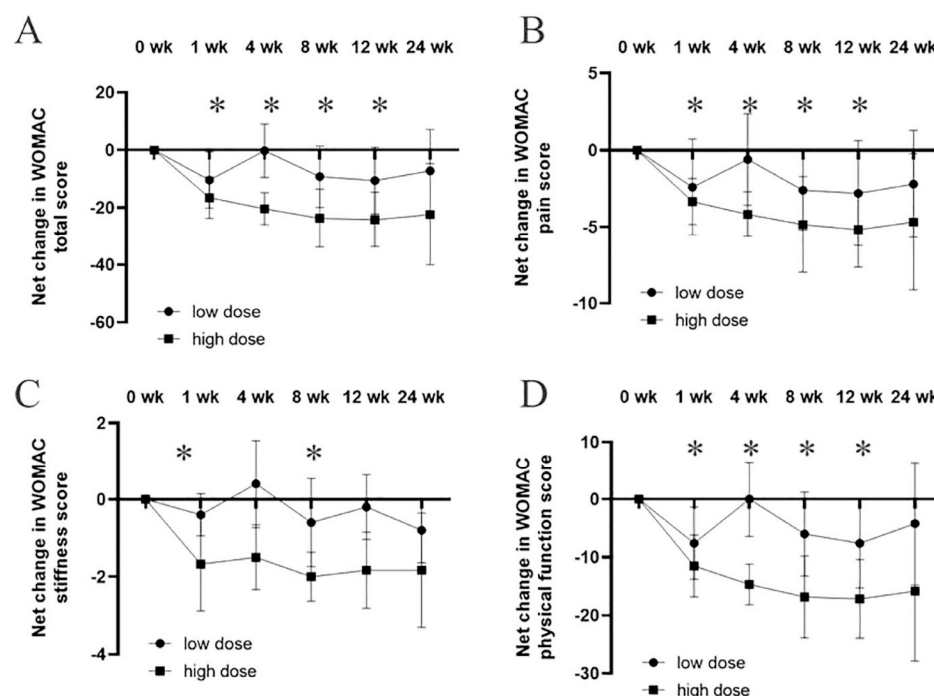 A
0 wk 1 wk 4 wk 8 wk 12 wk 24 wk
20
0
-20
-40
-60
* * * *
Net change in WOMAC
total score
low dose
high dose
B
0 wk 1 wk 4 wk 8 wk 12 wk 24 wk
5
0
-5
-10
* * * *
Net change in WOMAC
pain score
low dose
high dose
C
0 wk 1 wk 4 wk 8 wk 12 wk 24 wk
2
0
-2
-4
* *
Net change in WOMAC
stiffness score
low dose
high dose
D
0 wk 1 wk 4 wk 8 wk 12 wk 24 wk
10
0
-10
-20
-30
* * * *
Net change in WOMAC
physical function score
low dose
high dose